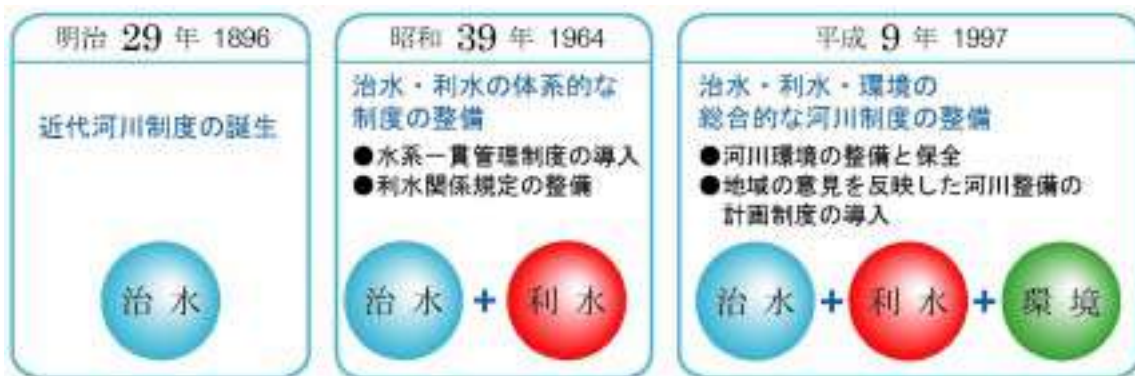 明治 29 年 1896
近代河川制度の誕生
治 水
昭和 39 年 1964
治水・利水の体系的な
制度の整備
●水系一貫管理制度の導入
●利水関係規定の整備
治 水 + 利 水
平成 9 年 1997
治水・利水・環境の
総合的な河川制度の整備
●河川環境の整備と保全
●地域の意見を反映した河川整備の
計画制度の導入
治 水 + 利 水 + 環 境